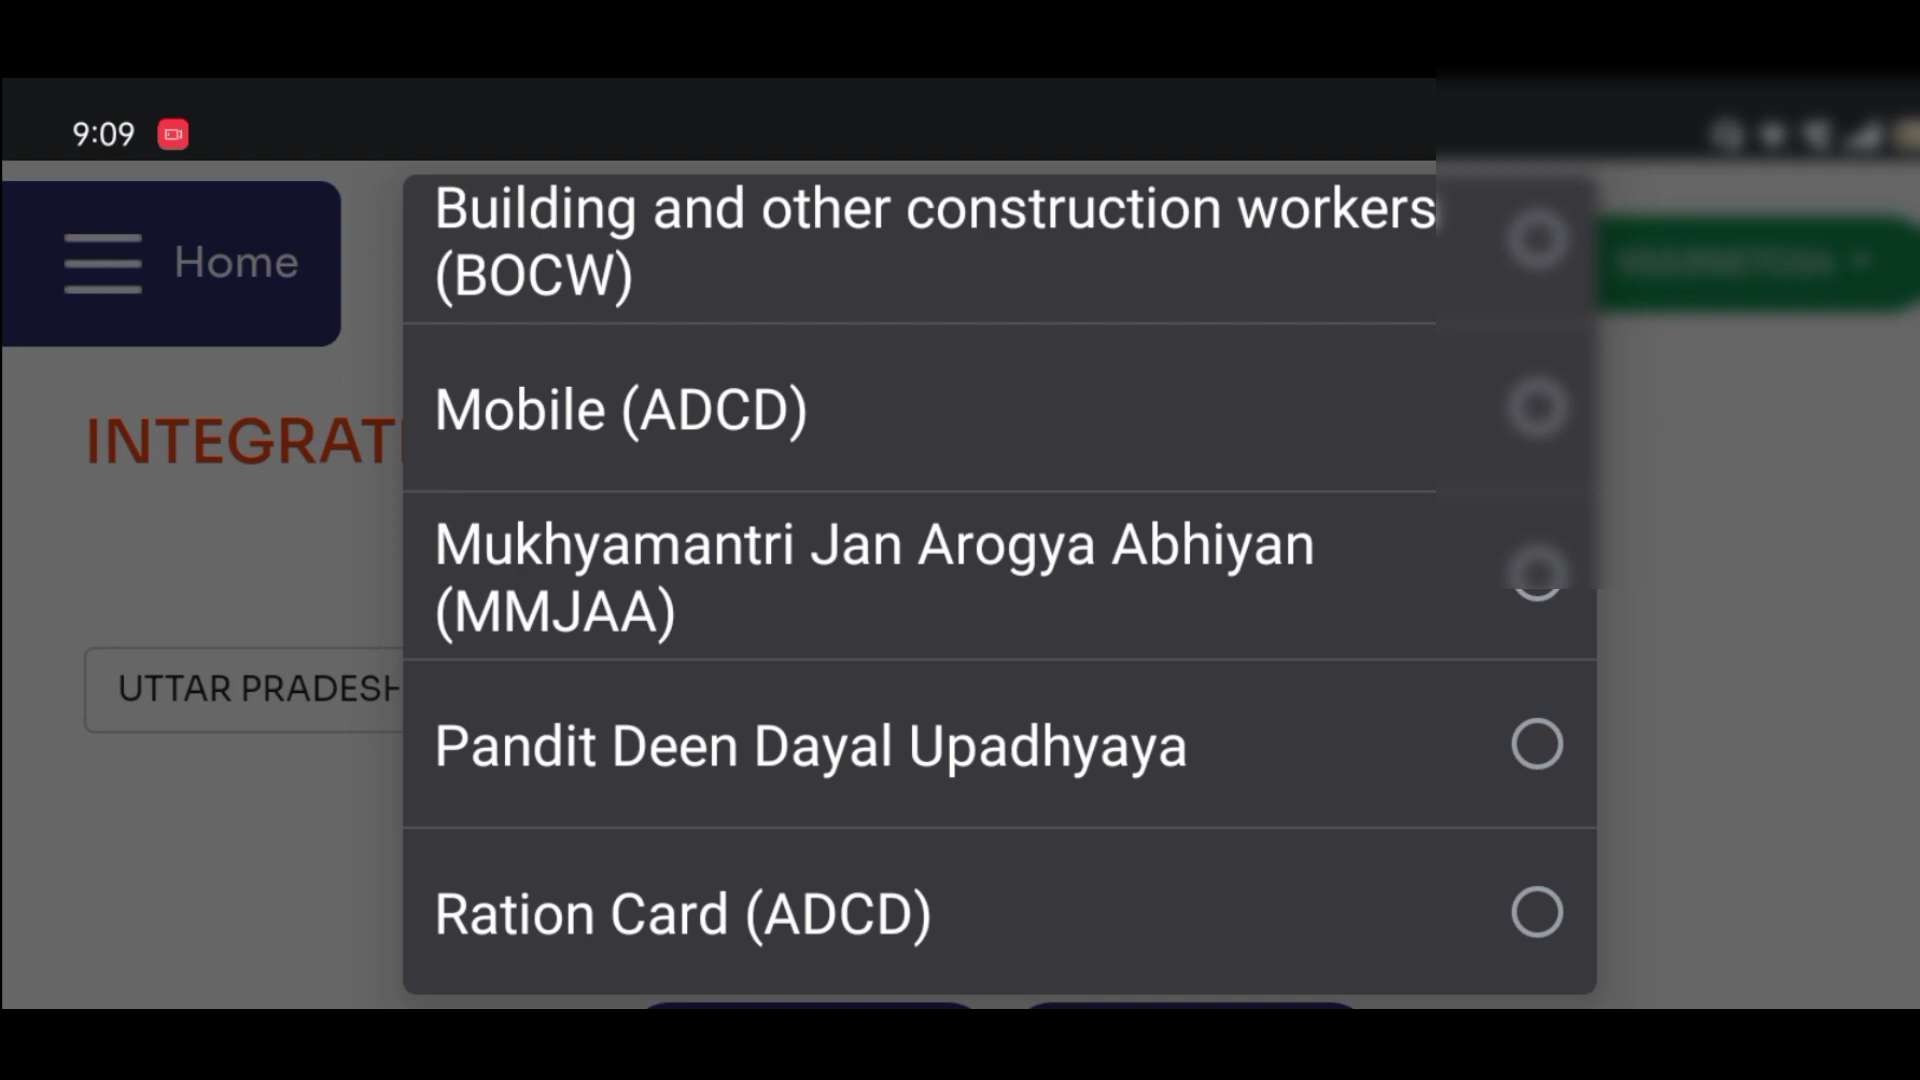 9:09
Home
INTEGRATI
UTTAR PRADESH
Building and other construction workers
(BOCW)
Mobile (ADCD)
Mukhyamantri Jan Arogya Abhiyan
(MMJAA)
Pandit Deen Dayal Upadhyaya
Ration Card (ADCD)